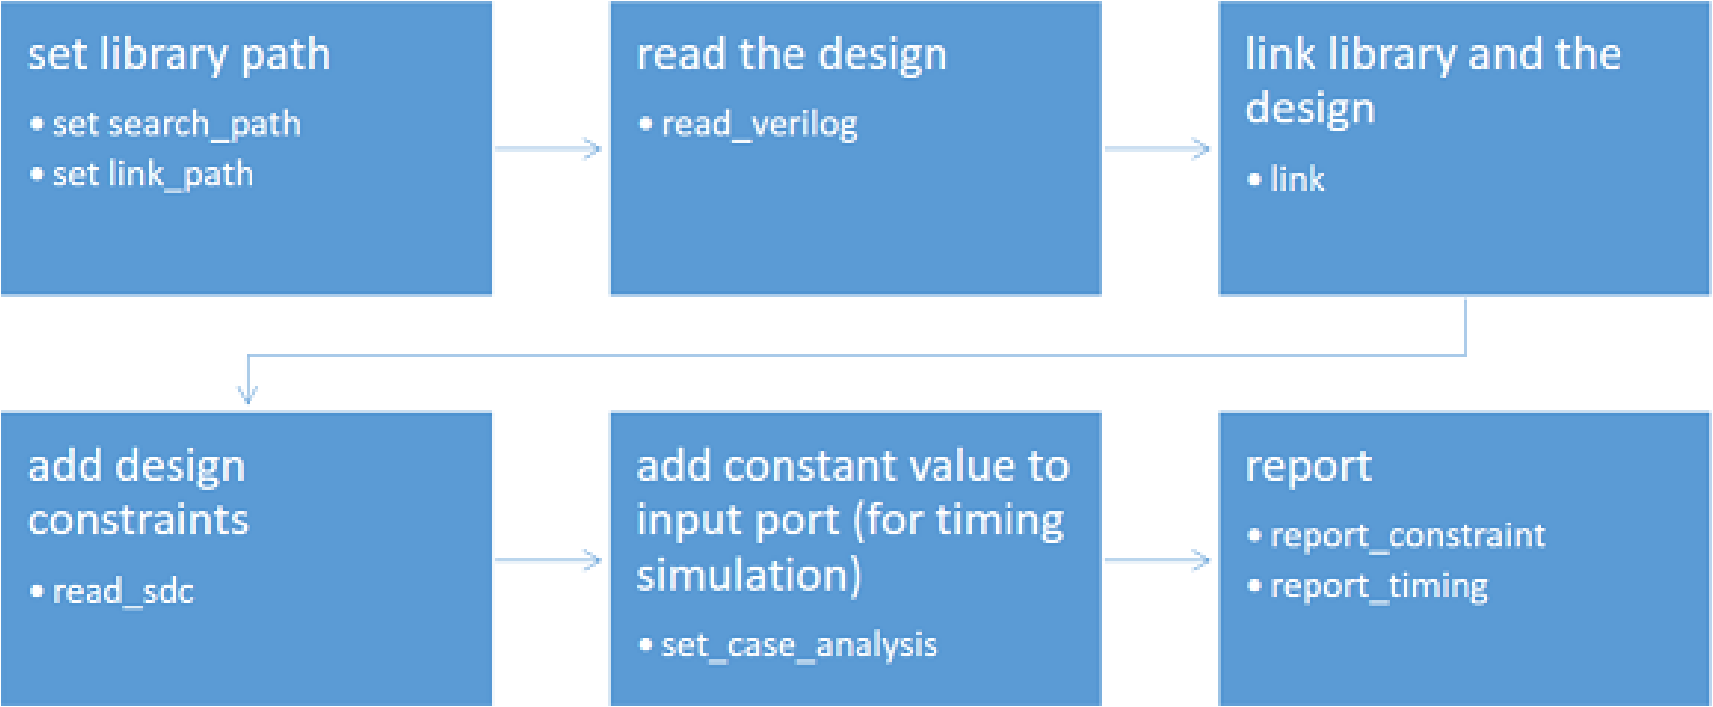 set library path
• set search_path
• set link_path
read the design
• read_verilog
link library and the
design
• link
add design
constraints
• read_sdc
add constant value to
input port (for timing
simulation)
• set_case_analysis
report
• report_constraint
• report_timing